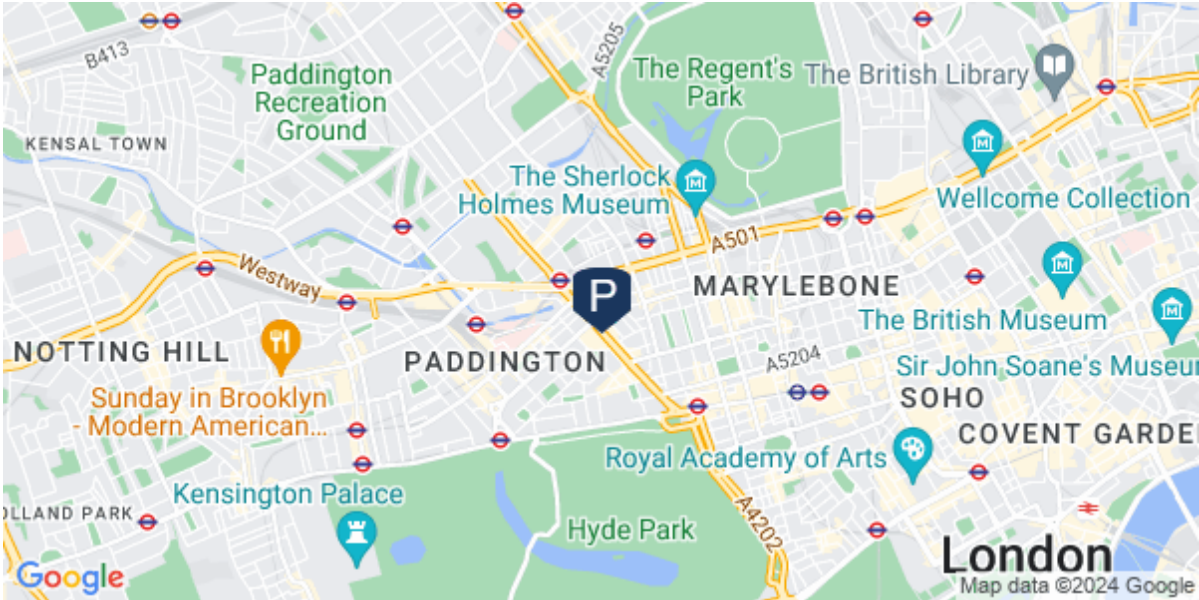 B413
A5205
Paddington
Recreation
Ground
The Regent's
Park
The British Library
KENSAL TOWN
The Sherlock
Holmes Museum
Wellcome Collection
A501
Westway
P
MARYLEBONE
The British Museum
NOTTING HILL
PADDINGTON
A5204
Sir John Soane's Museum
Sunday in Brooklyn
- Modern American...
SOHO
COVENT GARDE
Royal Academy of Arts
Kensington Palace
OLLAND PARK
Hyde Park
A4202
London
Google
Map data ©2024 Google